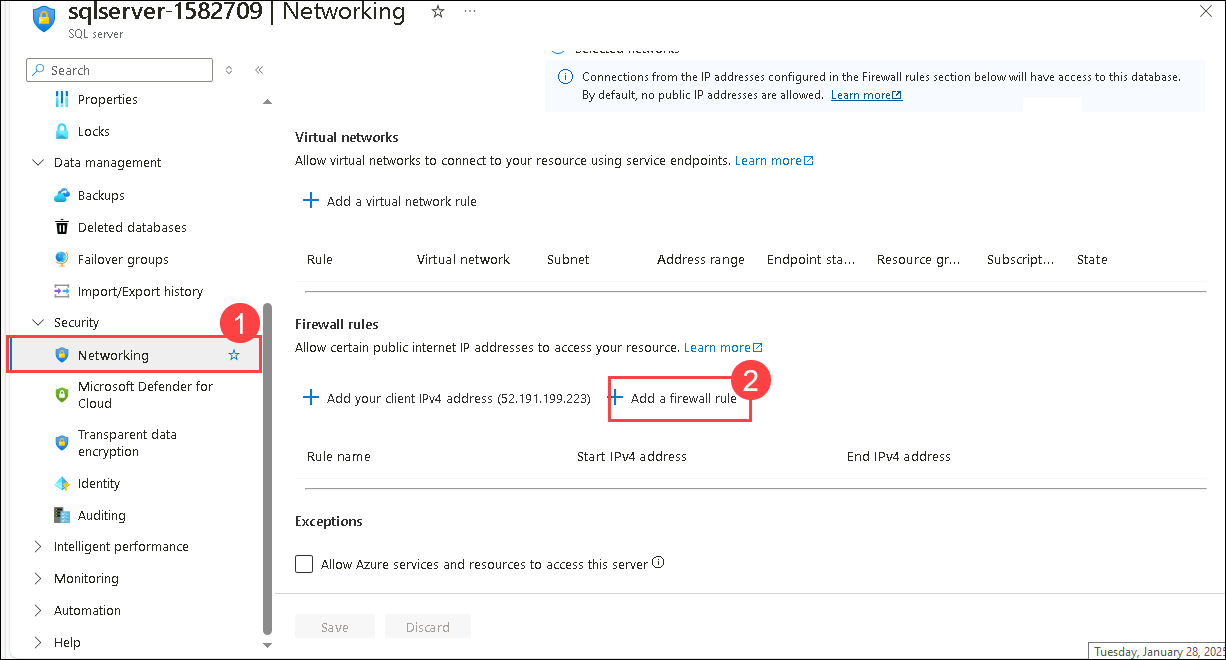 sqlserver-1582709 | Networking
SQL server
Search
Properties
Locks
Data management
Backups
Deleted databases
Failover groups
Import/Export history
Security
1
Networking
Microsoft Defender for
Cloud
Transparent data
encryption
Identity
Auditing
Intelligent performance
Monitoring
Automation
Help
Selected networks
Connections from the IP addresses configured in the Firewall rules section below will have access to this database.
By default, no public IP addresses are allowed. Learn more
Virtual networks
Allow virtual networks to connect to your resource using service endpoints. Learn more
Add a virtual network rule
Rule Virtual network Subnet Address range Endpoint sta... Resource gr... Subscript... State
Firewall rules
Allow certain public internet IP addresses to access your resource. Learn more
2
Add your client IPv4 address (52.191.199.223) Add a firewall rule
Rule name Start IPv4 address End IPv4 address
Exceptions
Allow Azure services and resources to access this server
Save Discard
Tuesday, January 28, 202